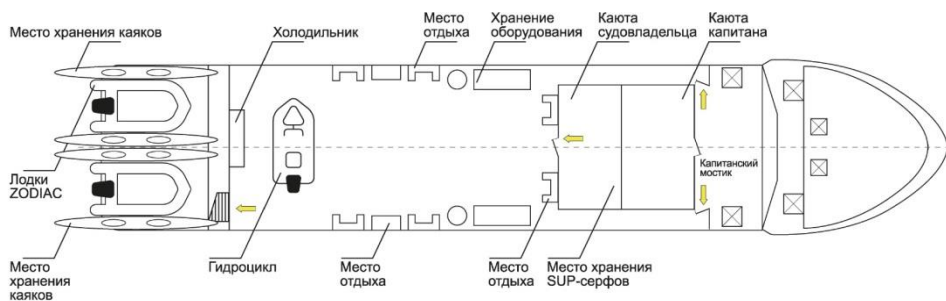 Место хранения каяков
Холодильник
Место
отдыха
Хранение
оборудования
Каюта
судовладельца
Каюта
капитана
Лодки
ZODIAC
Капитанский
мостик
Место
хранения
каяков
Гидроцикл
Место
отдыха
Место
отдыха
Место хранения
SUP-серфов